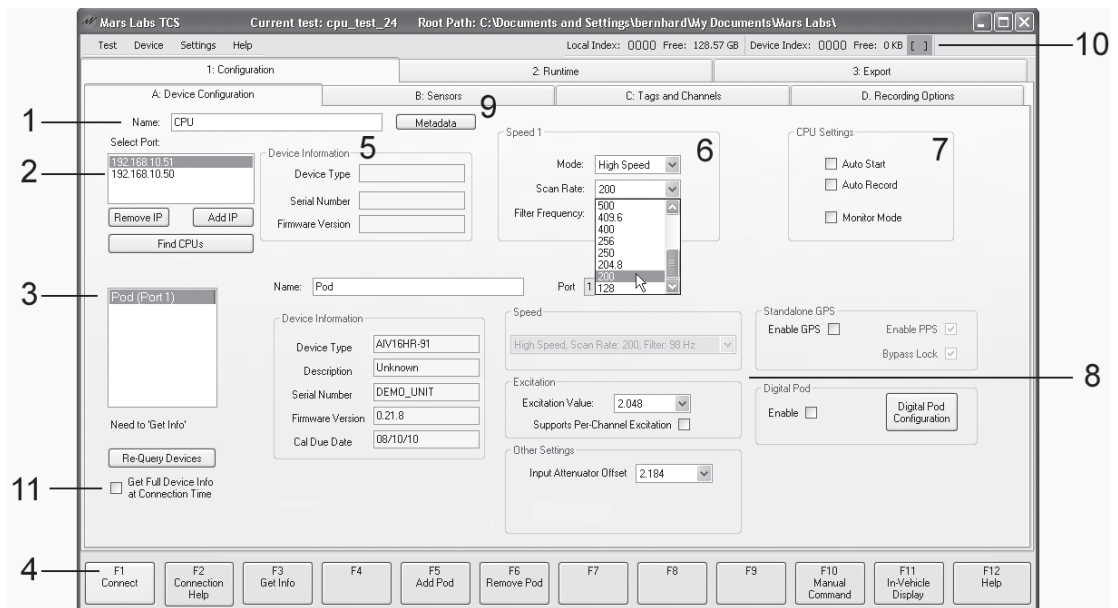 Mars Labs TCS Current test: cpu_test_24 Root Path: C:\Documents and Settings\bernhard\My Documents\Mars Labs\
Test Device Settings Help Local Index: 0000 Free: 128.57 GB Device Index: 0000 Free: 0 KB [ ] 10
1: Configuration 2: Runtime 3: Export
A: Device Configuration B: Sensors C: Tags and Channels D. Recording Options
1 Name: CPU Metadata 9
Select Port:
2 192.168.10.51
192.168.10.50
Remove IP Add IP
Find CPUs
Device Information 5
Device Type
Serial Number
Firmware Version
Speed 1 6
Mode: High Speed
Scan Rate: 200
Filter Frequency:
500
409.6
400
256
250
204.8
200
128
CPU Settings 7
Auto Start
Auto Record
Monitor Mode
3 Pod (Port 1)
Need to 'Get Info'
Re-Query Devices
11 Get Full Device Info
at Connection Time
Name: Pod Port 1
Device Information
Device Type AIV16HR-91
Description Unknown
Serial Number DEMO_UNIT
Firmware Version 0.21.8
Cal Due Date 08/10/10
Speed
High Speed, Scan Rate: 200, Filter: 98 Hz
Excitation
Excitation Value: 2.048
Supports Per-Channel Excitation
Other Settings
Input Attenuator Offset 2.184
Standalone GPS
Enable GPS Enable PPS
Bypass Lock
8
Digital Pod
Enable Digital Pod
Configuration
4 F1 F2 F3 F4 F5 F6 F7 F8 F9 F10 F11 F12
Connect Connection Get Info Add Pod Remove Pod Manual In-Vehicle Help
Help Command Display